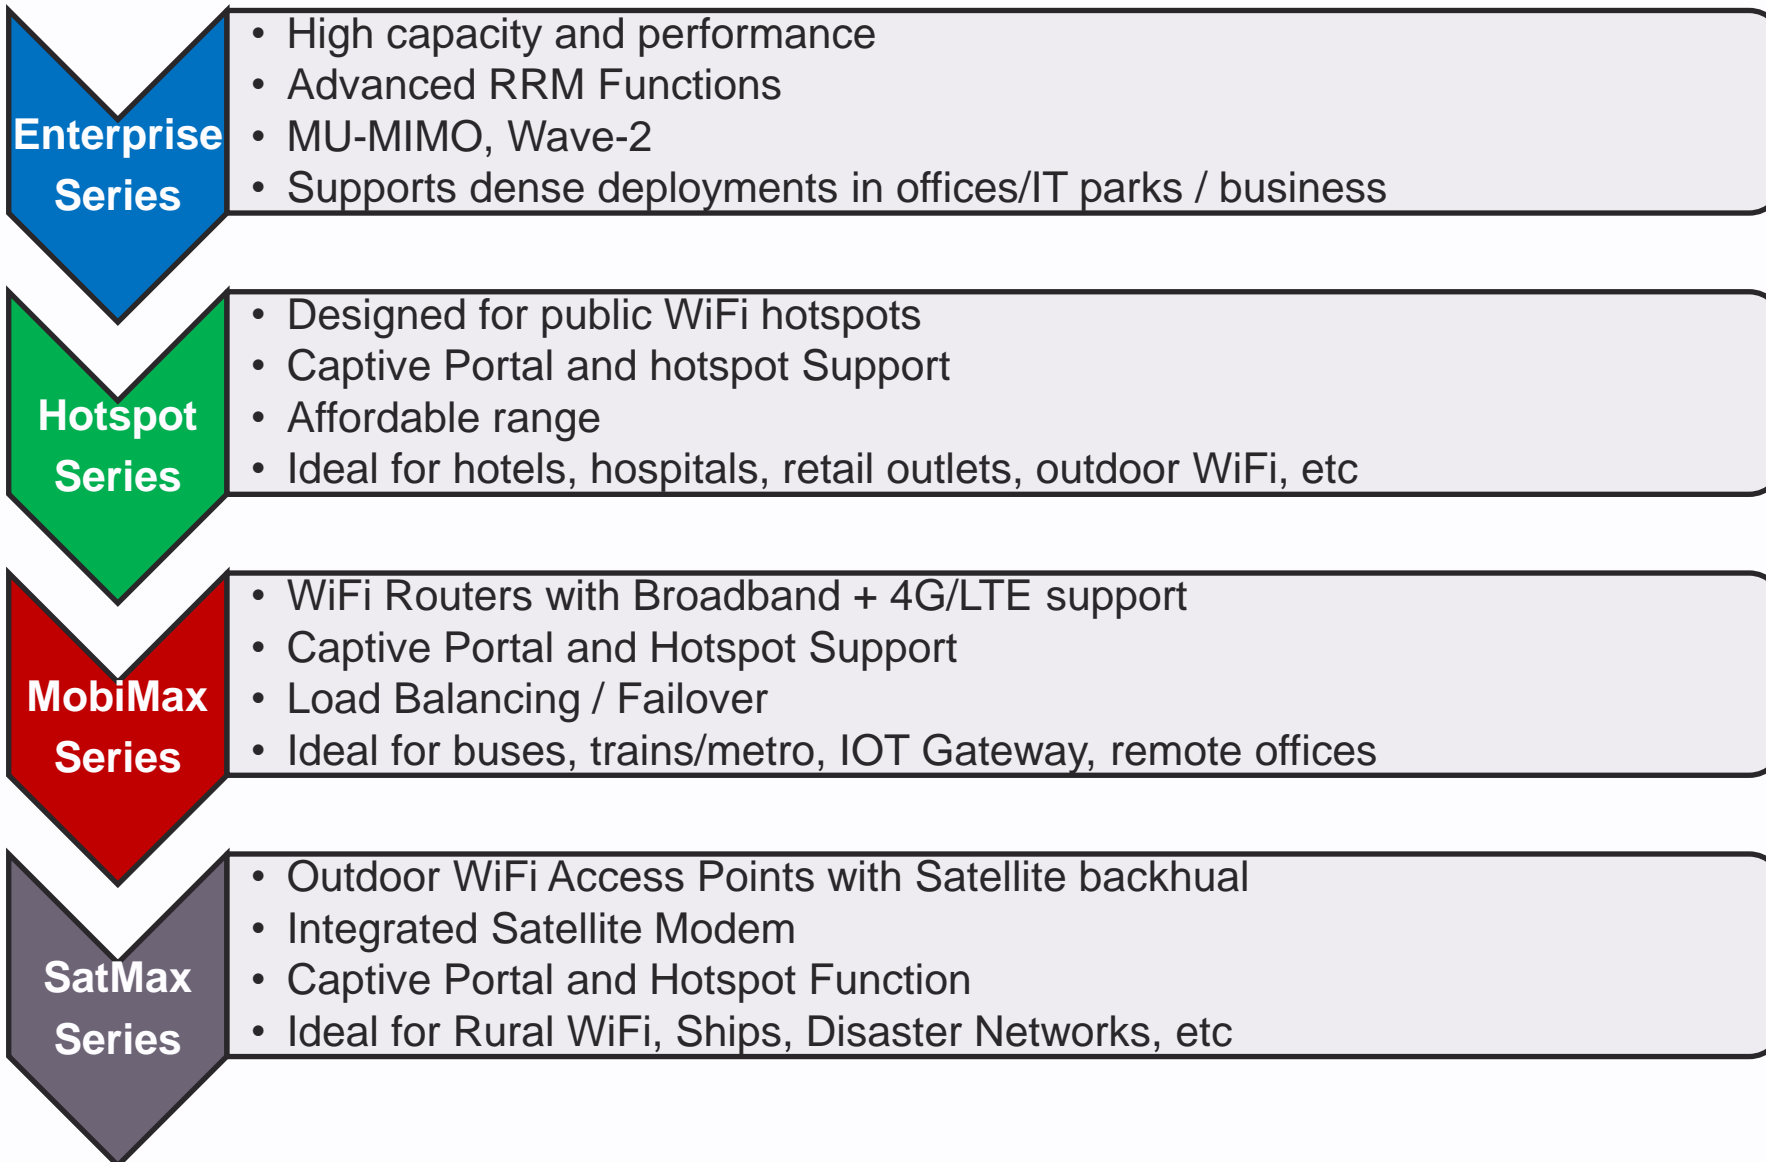 Enterprise
Series
• High capacity and performance
• Advanced RRM Functions
• MU-MIMO, Wave-2
• Supports dense deployments in offices/IT parks / business
Hotspot
Series
• Designed for public WiFi hotspots
• Captive Portal and hotspot Support
• Affordable range
• Ideal for hotels, hospitals, retail outlets, outdoor WiFi, etc
MobiMax
Series
• WiFi Routers with Broadband + 4G/LTE support
• Captive Portal and Hotspot Support
• Load Balancing / Failover
• Ideal for buses, trains/metro, IOT Gateway, remote offices
SatMax
Series
• Outdoor WiFi Access Points with Satellite backhual
• Integrated Satellite Modem
• Captive Portal and Hotspot Function
• Ideal for Rural WiFi, Ships, Disaster Networks, etc